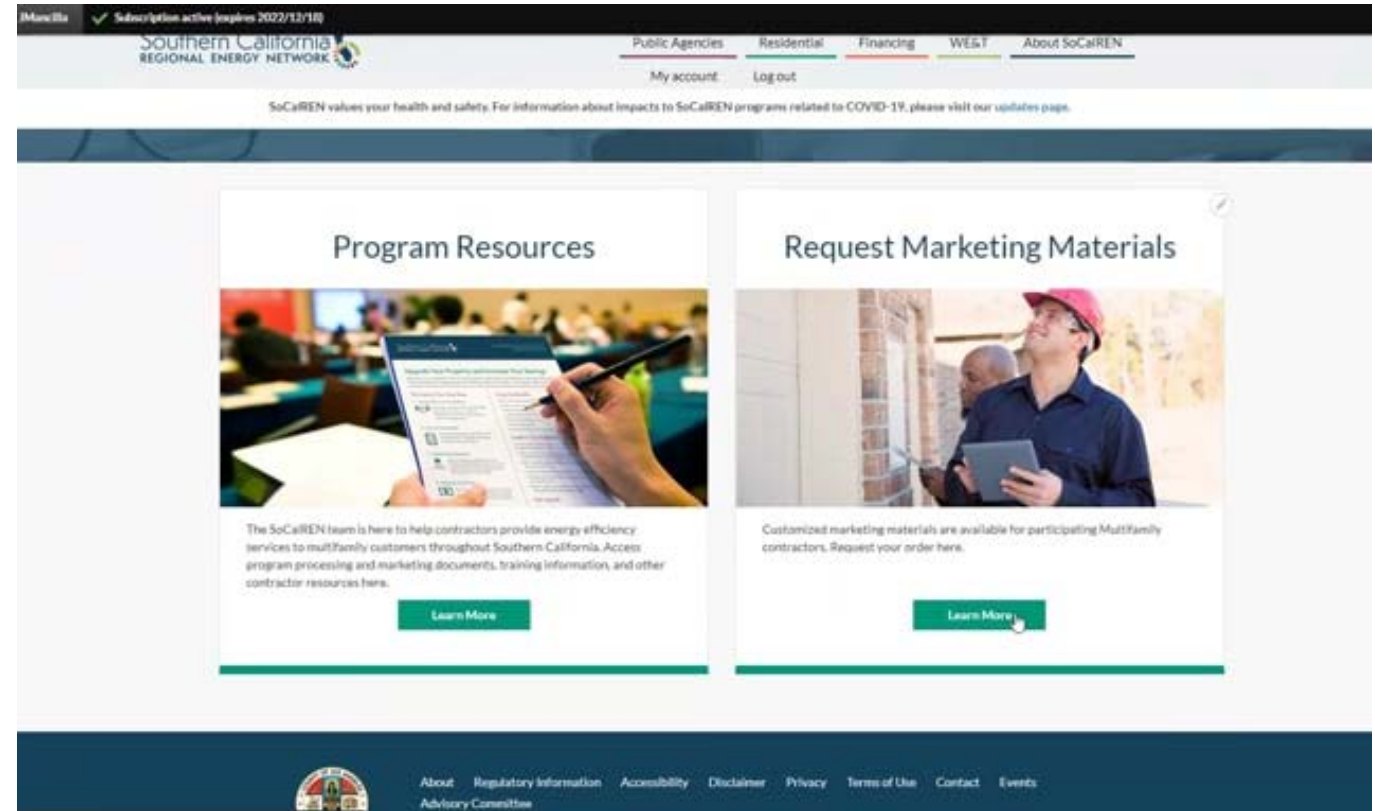 JMancilla Subscription active (expires 2022/12/18)
Southern California
REGIONAL ENERGY NETWORK
Public Agencies Residential Financing WE&T About SoCalREN
My account Log out
SoCalREN values your health and safety. For information about impacts to SoCalREN programs related to COVID-19, please visit our updates page.
Program Resources
The SoCalREN team is here to help contractors provide energy efficiency
services to multifamily customers throughout Southern California. Access
program processing and marketing documents, training information, and other
contractor resources here.
Learn More
Request Marketing Materials
Customized marketing materials are available for participating Multifamily
contractors. Request your order here.
Learn More
About Regulatory Information Accessibility Disclaimer Privacy Terms of Use Contact Events
Advisory Committee